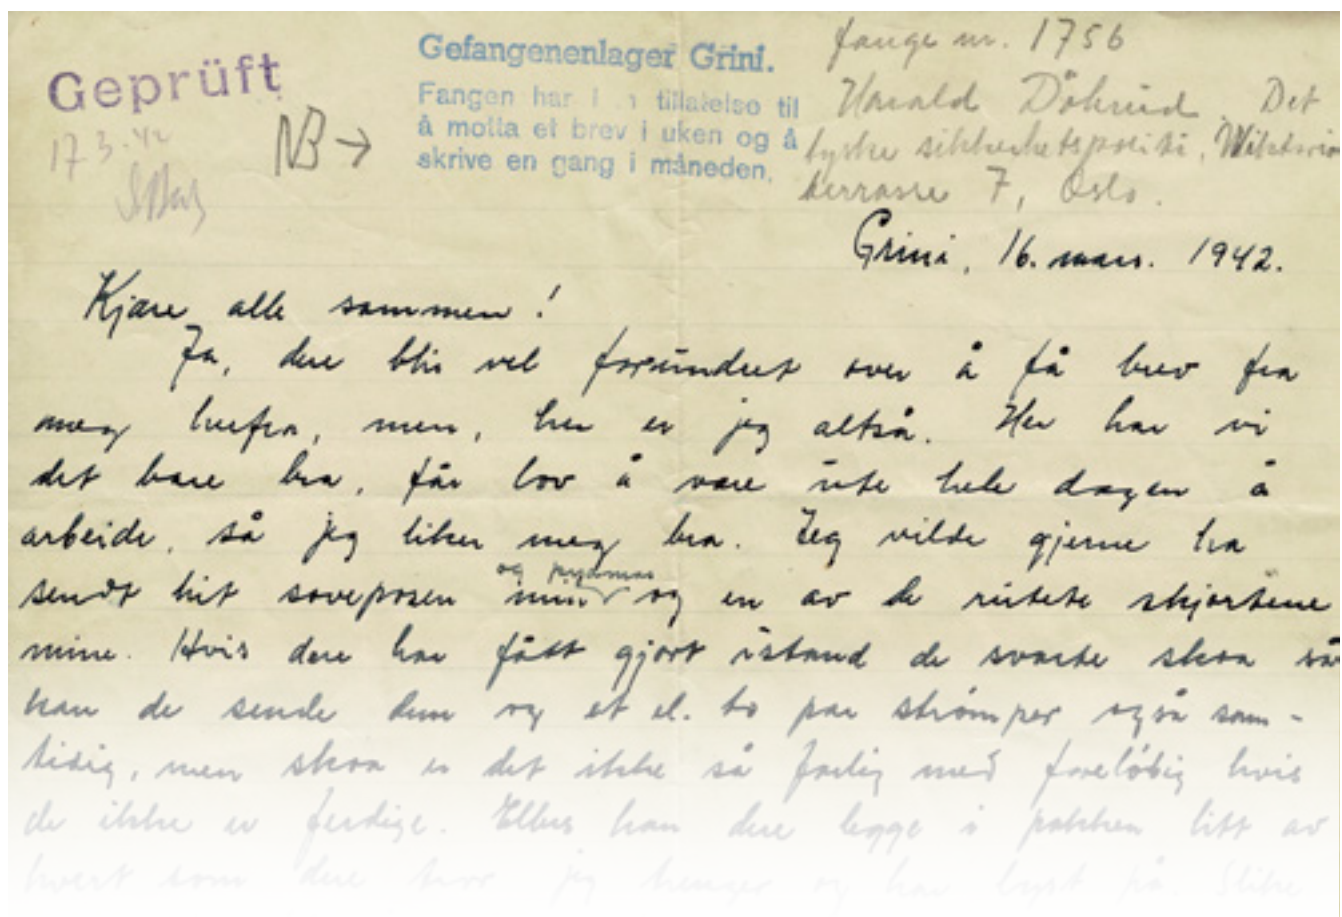 Geprüft
17 3.42
NB →
Gefangenenlager Grini.
Fangen har tillatelse til
å motta et brev i uken og å
skrive en gang i måneden.
fange nr. 1756
Harald Det
tyske sikkerhetspoliti, Viktoria
terrasse 7, Oslo.
Grini, 16. mars. 1942.
Kjære alle sammen!
Ja, dere blir vel forundret over å få brev fra
meg herfra, men, her er jeg altså. Her har vi
det bare bra, får lov å være ute hele dagen å
arbeide, så jeg liker meg bra. Jeg vilde gjerne ha
og pyjamas
sendt hit soveposen min og en av de rutete skjortene
mine. Hvis dere har fått gjort istand de svarte skoa så
kan de sende dem og et el. to par strømper også sam-
tidig, men skoa er det ikke så farlig med foreløbig hvis
de ikke er ferdige. Ellers kan dere legge i pakken litt av
hvert som dere tror jeg trenger og har lyst på. Slike